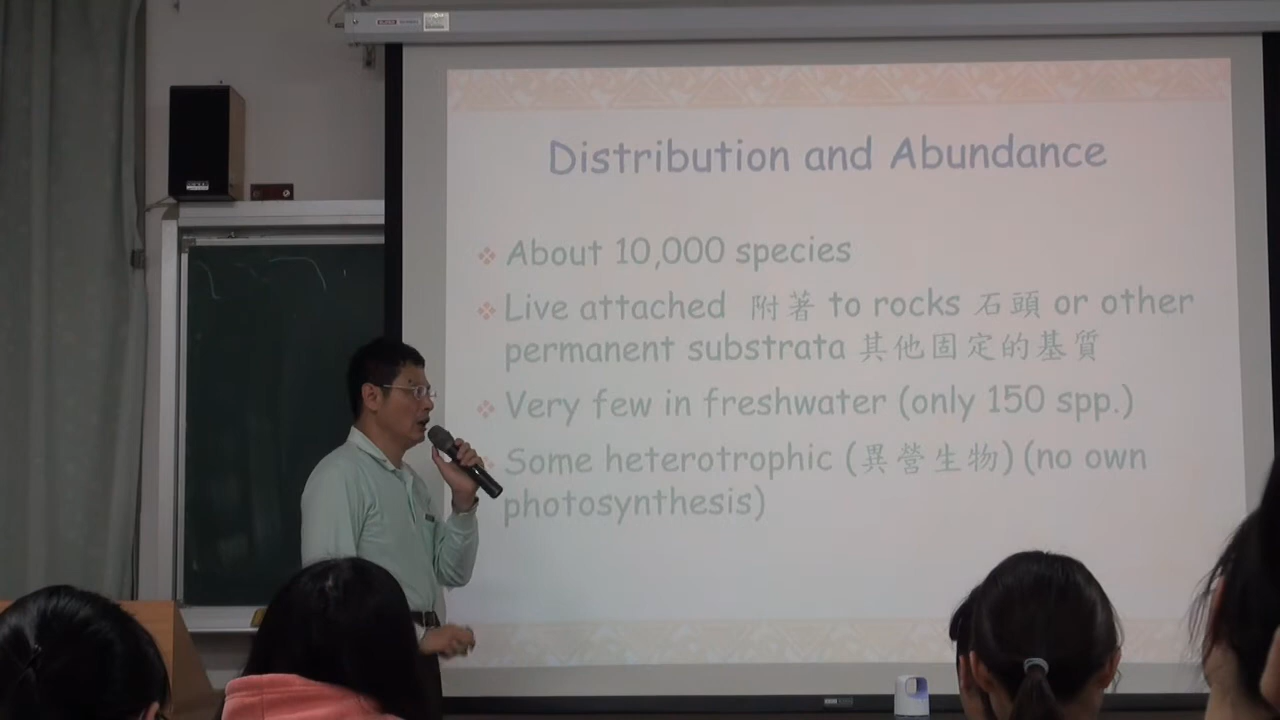 Distribution and Abundance
About 10,000 species
Live attached 附著 to rocks 石頭 or other
permanent substrata 其他固定的基質
Very few in freshwater (only 150 spp.)
Some heterotrophic (異營生物) (no own
photosynthesis)